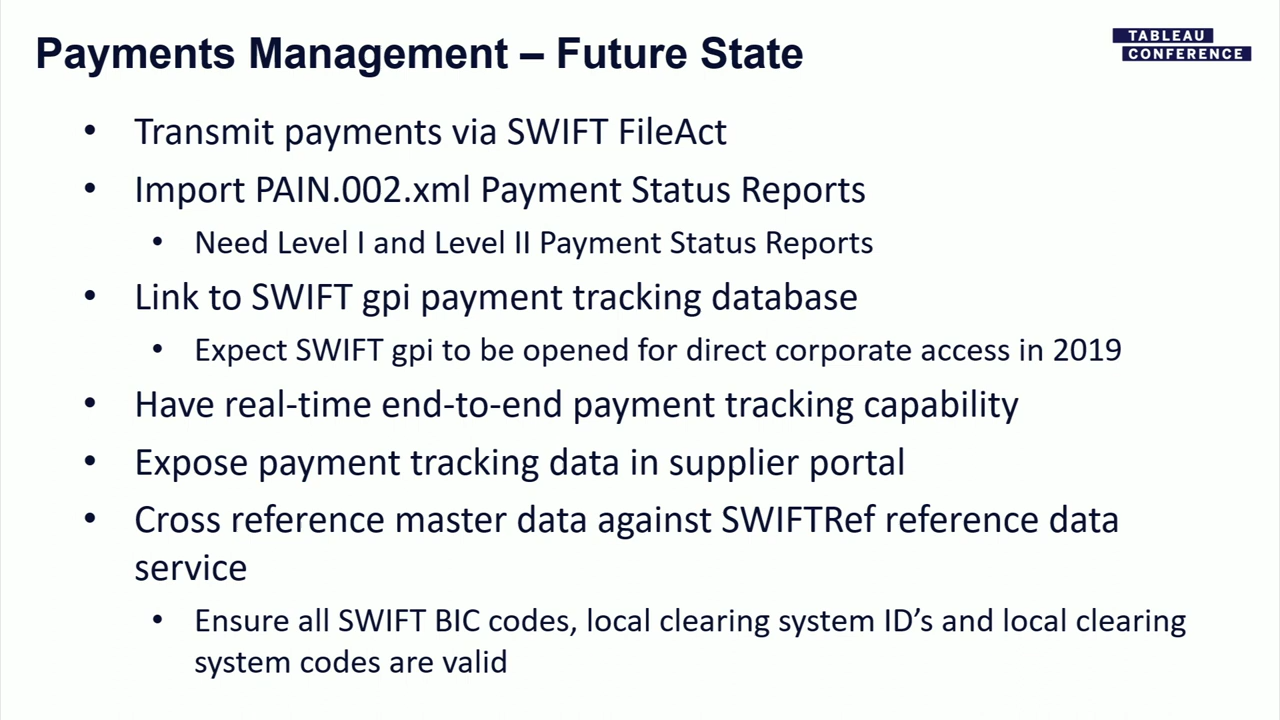 Payments Management – Future State
TABLEAU
CONFERENCE
• Transmit payments via SWIFT FileAct
• Import PAIN.002.xml Payment Status Reports
• Need Level I and Level II Payment Status Reports
• Link to SWIFT gpi payment tracking database
• Expect SWIFT gpi to be opened for direct corporate access in 2019
• Have real-time end-to-end payment tracking capability
• Expose payment tracking data in supplier portal
• Cross reference master data against SWIFTRef reference data
service
• Ensure all SWIFT BIC codes, local clearing system ID’s and local clearing
system codes are valid